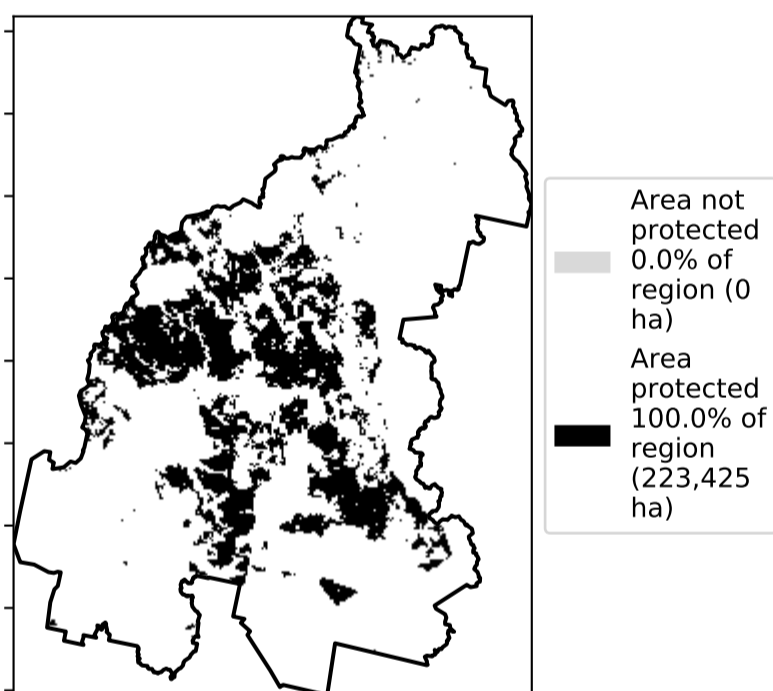 Area not
protected
0.0% of
region (0
ha)
Area
protected
100.0% of
region
(223,425
ha)